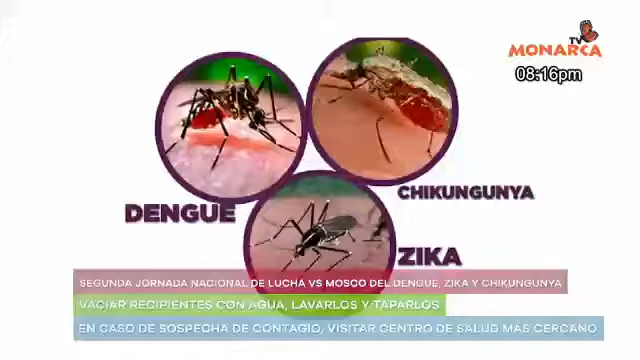 TV
MONARCA
08:16pm
DENGUE
CHIKUNGUNYA
ZIKA
SEGUNDA JORNADA NACIONAL DE LUCHA VS MOSCO DEL DENGUE, ZIKA Y CHIKUNGUNYA
VACIAR RECIPIENTES CON AGUA, LAVARLOS Y TAPARLOS
EN CASO DE SOSPECHA DE CONTAGIO, VISITAR CENTRO DE SALUD MÁS CERCANO